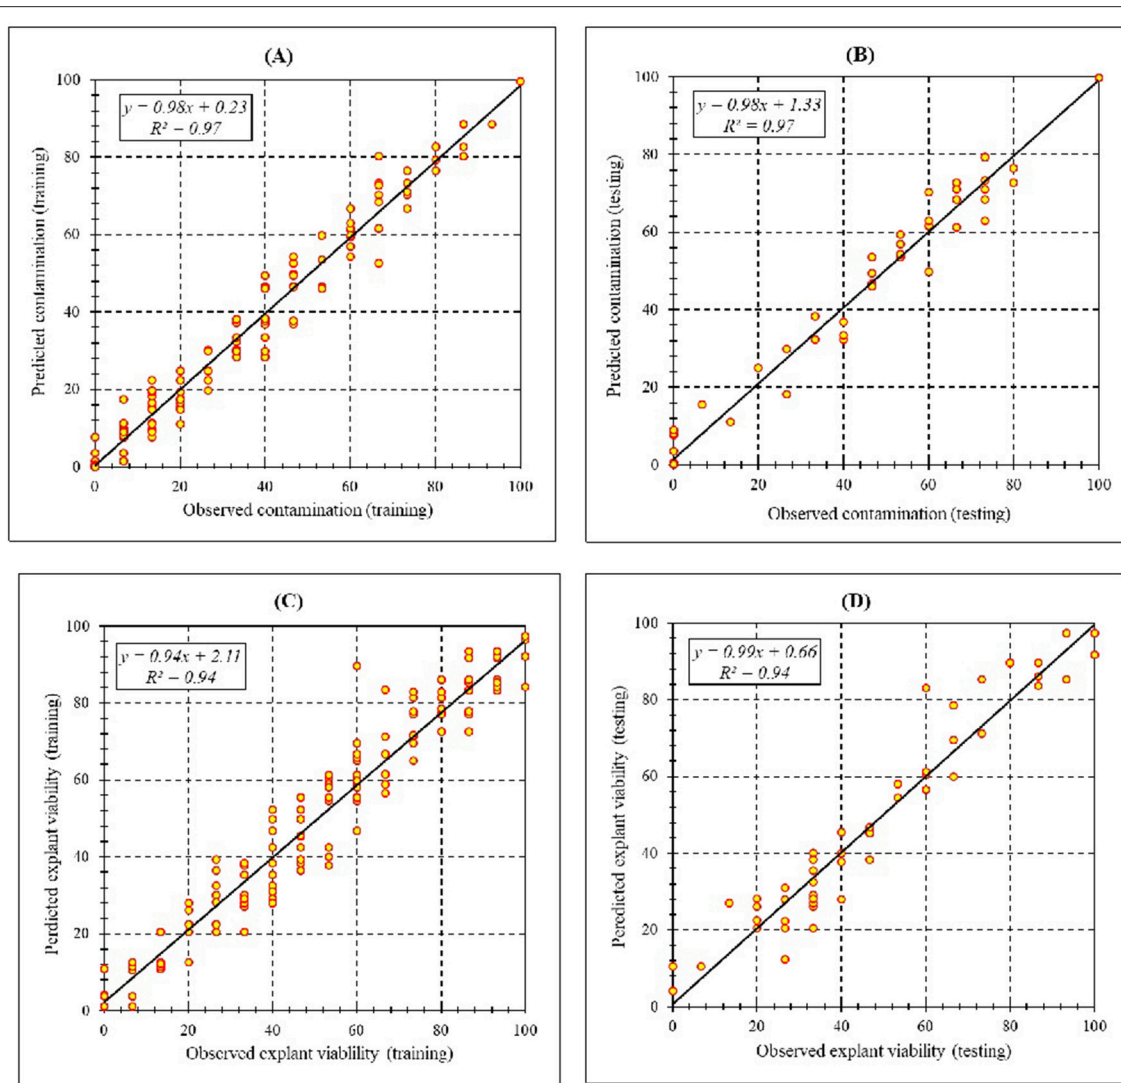 (A)
100
80
60
40
20
0
y = 0.98x + 0.23
R² – 0.97
Predicted contamination (training)
0 20 40 60 80 100
Observed contamination (training)
(B)
100
80
60
40
20
0
y – 0.98x + 1.33
R² = 0.97
Predicted contamination (testing)
0 20 40 60 80 100
Observed contamination (testing)
(C)
100
80
60
40
20
0
y = 0.94x + 2.11
R² – 0.94
Perdicted explant viability (training)
0 20 40 60 80 100
Observed explant viablility (training)
(D)
100
80
60
40
20
0
y = 0.99x + 0.66
R² – 0.94
Peredicted explant viability (testing)
0 20 40 60 80 100
Observed explant viability (testing)